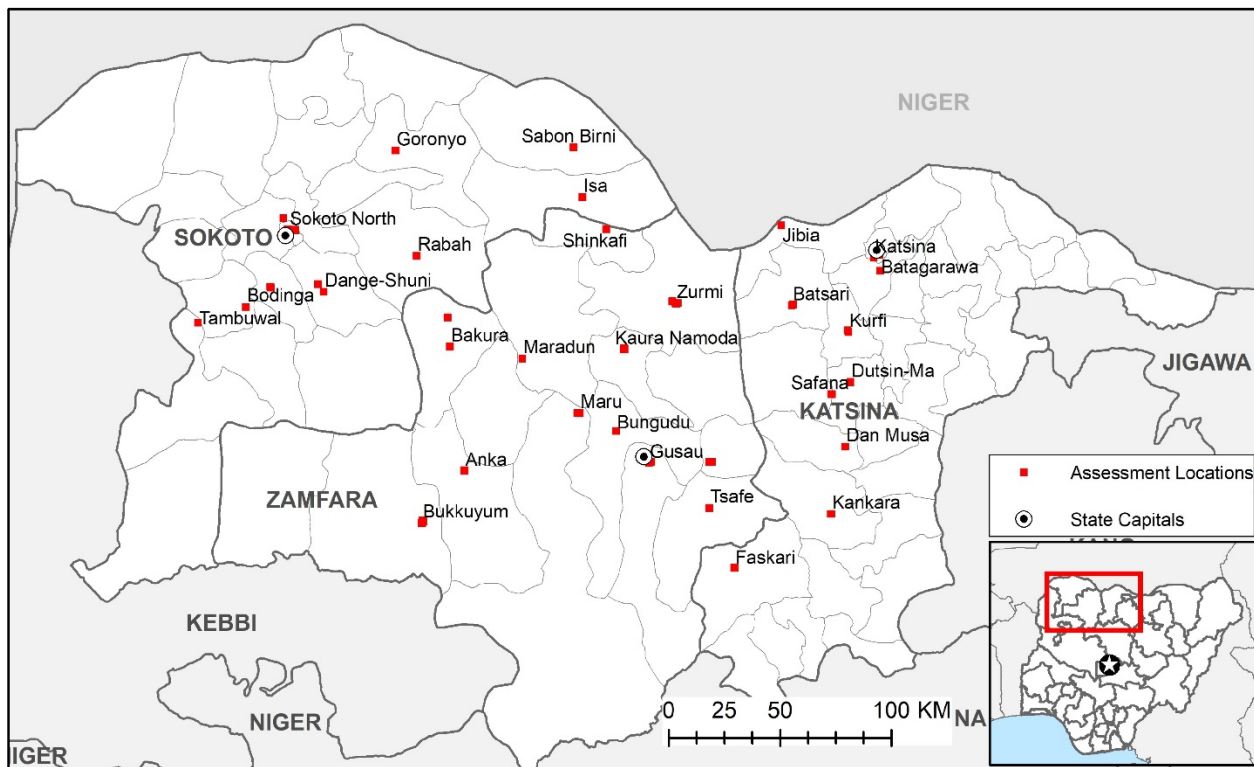 NIGER
Goronyo
Sabon Birni
Isa
Sokoto North
SOKOTO
Shinkafi
Jibia
Katsina
Rabah
Batagarawa
Dange-Shuni
Bodinga
Zurmi
Batsari
Tambuwal
Kurfi
Bakura
Maradun
Kaura Namoda
JIGAWA
Dutsin-Ma
Safana
Maru
KATSINA
Bungudu
Dan Musa
Gusau
Anka
Assessment Locations
ZAMFARA
Tsafe
Kankara
Bukkuyum
State Capitals
Faskari
KEBBI
0 25 50 100 KM
NIGER
NA
IGER